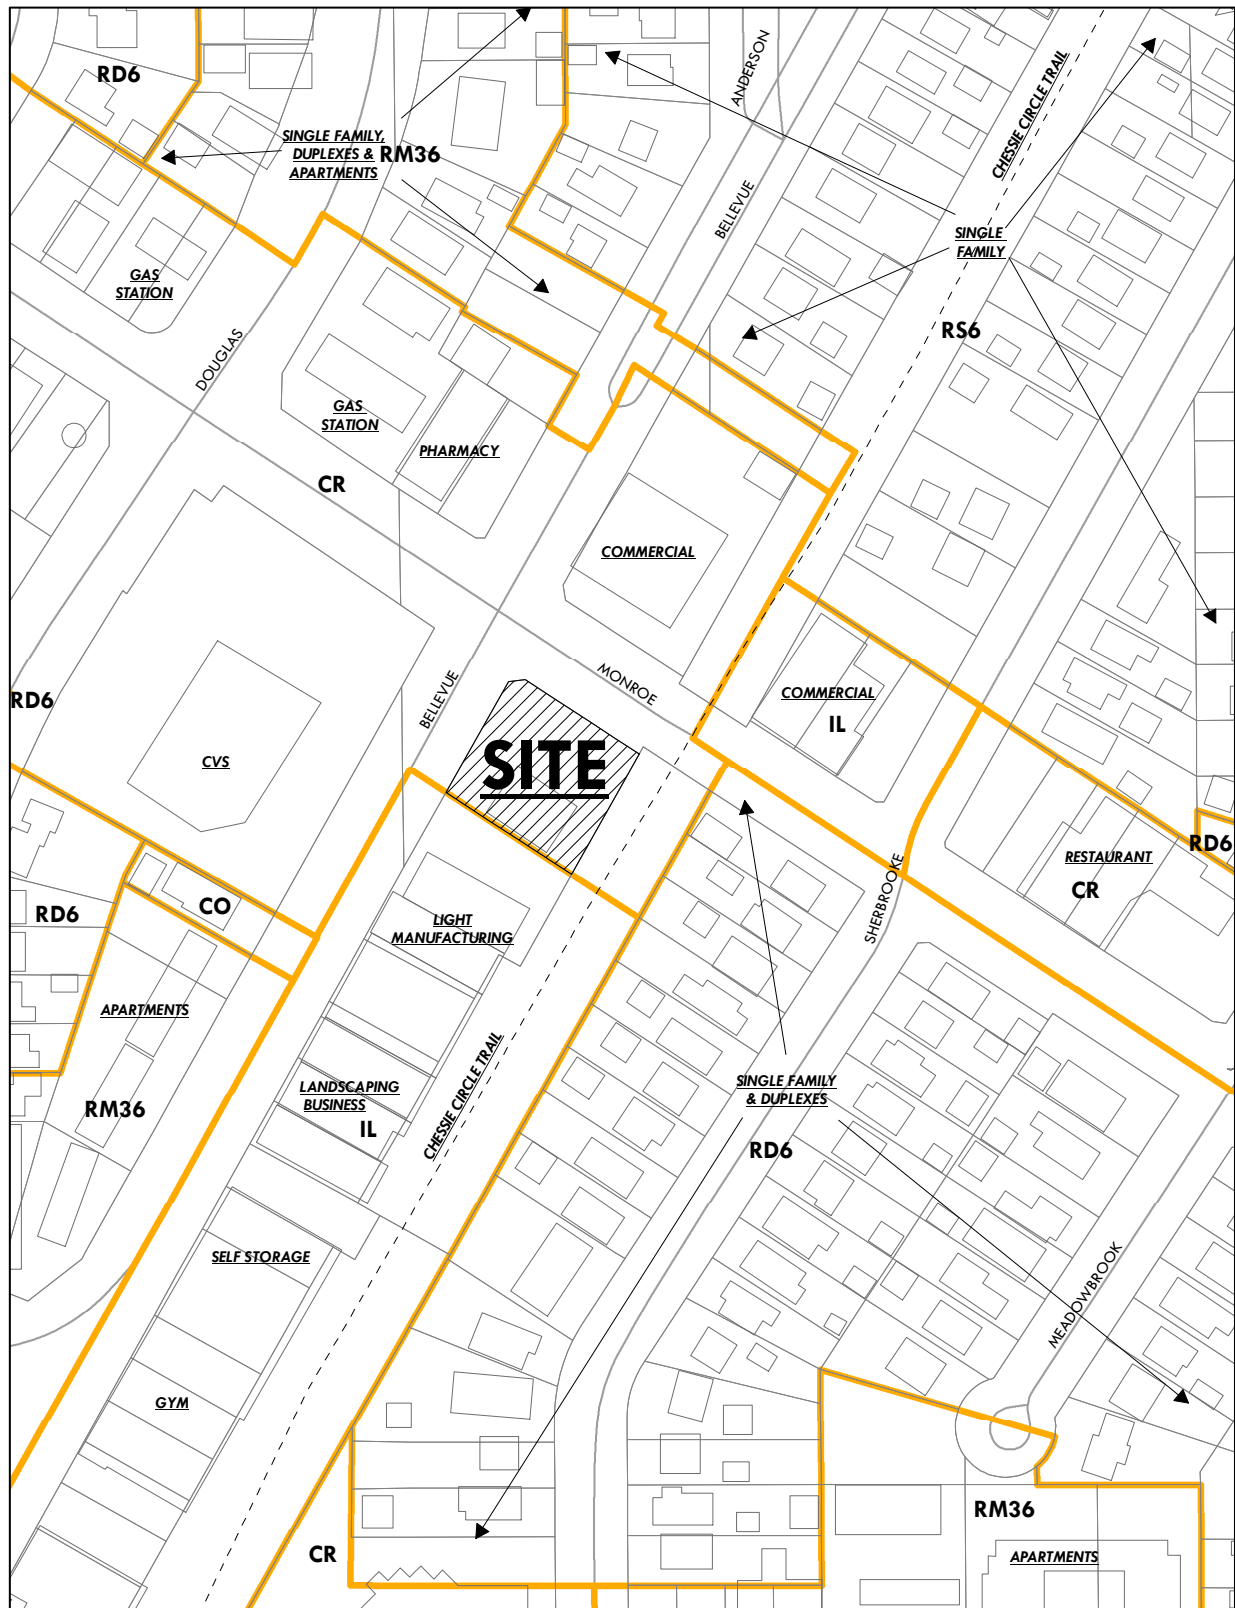 RD6
ANDERSON
CHESSIE CIRCLE TRAIL
SINGLE FAMILY,
DUPLEXES &
APARTMENTS
RM36
BELLEVUE
SINGLE
FAMILY
GAS
STATION
RS6
DOUGLAS
GAS
STATION
PHARMACY
CR
COMMERCIAL
MONROE
COMMERCIAL
IL
RD6
BELLEVUE
CVS
SITE
RESTAURANT
CR
RD6
SHERBROOKE
RD6
CO
LIGHT
MANUFACTURING
APARTMENTS
CHESSIE CIRCLE TRAIL
LANDSCAPING
BUSINESS
IL
RM36
SINGLE FAMILY
& DUPLEXES
RD6
SELF STORAGE
MEADOWBROOK
GYM
RM36
CR
APARTMENTS